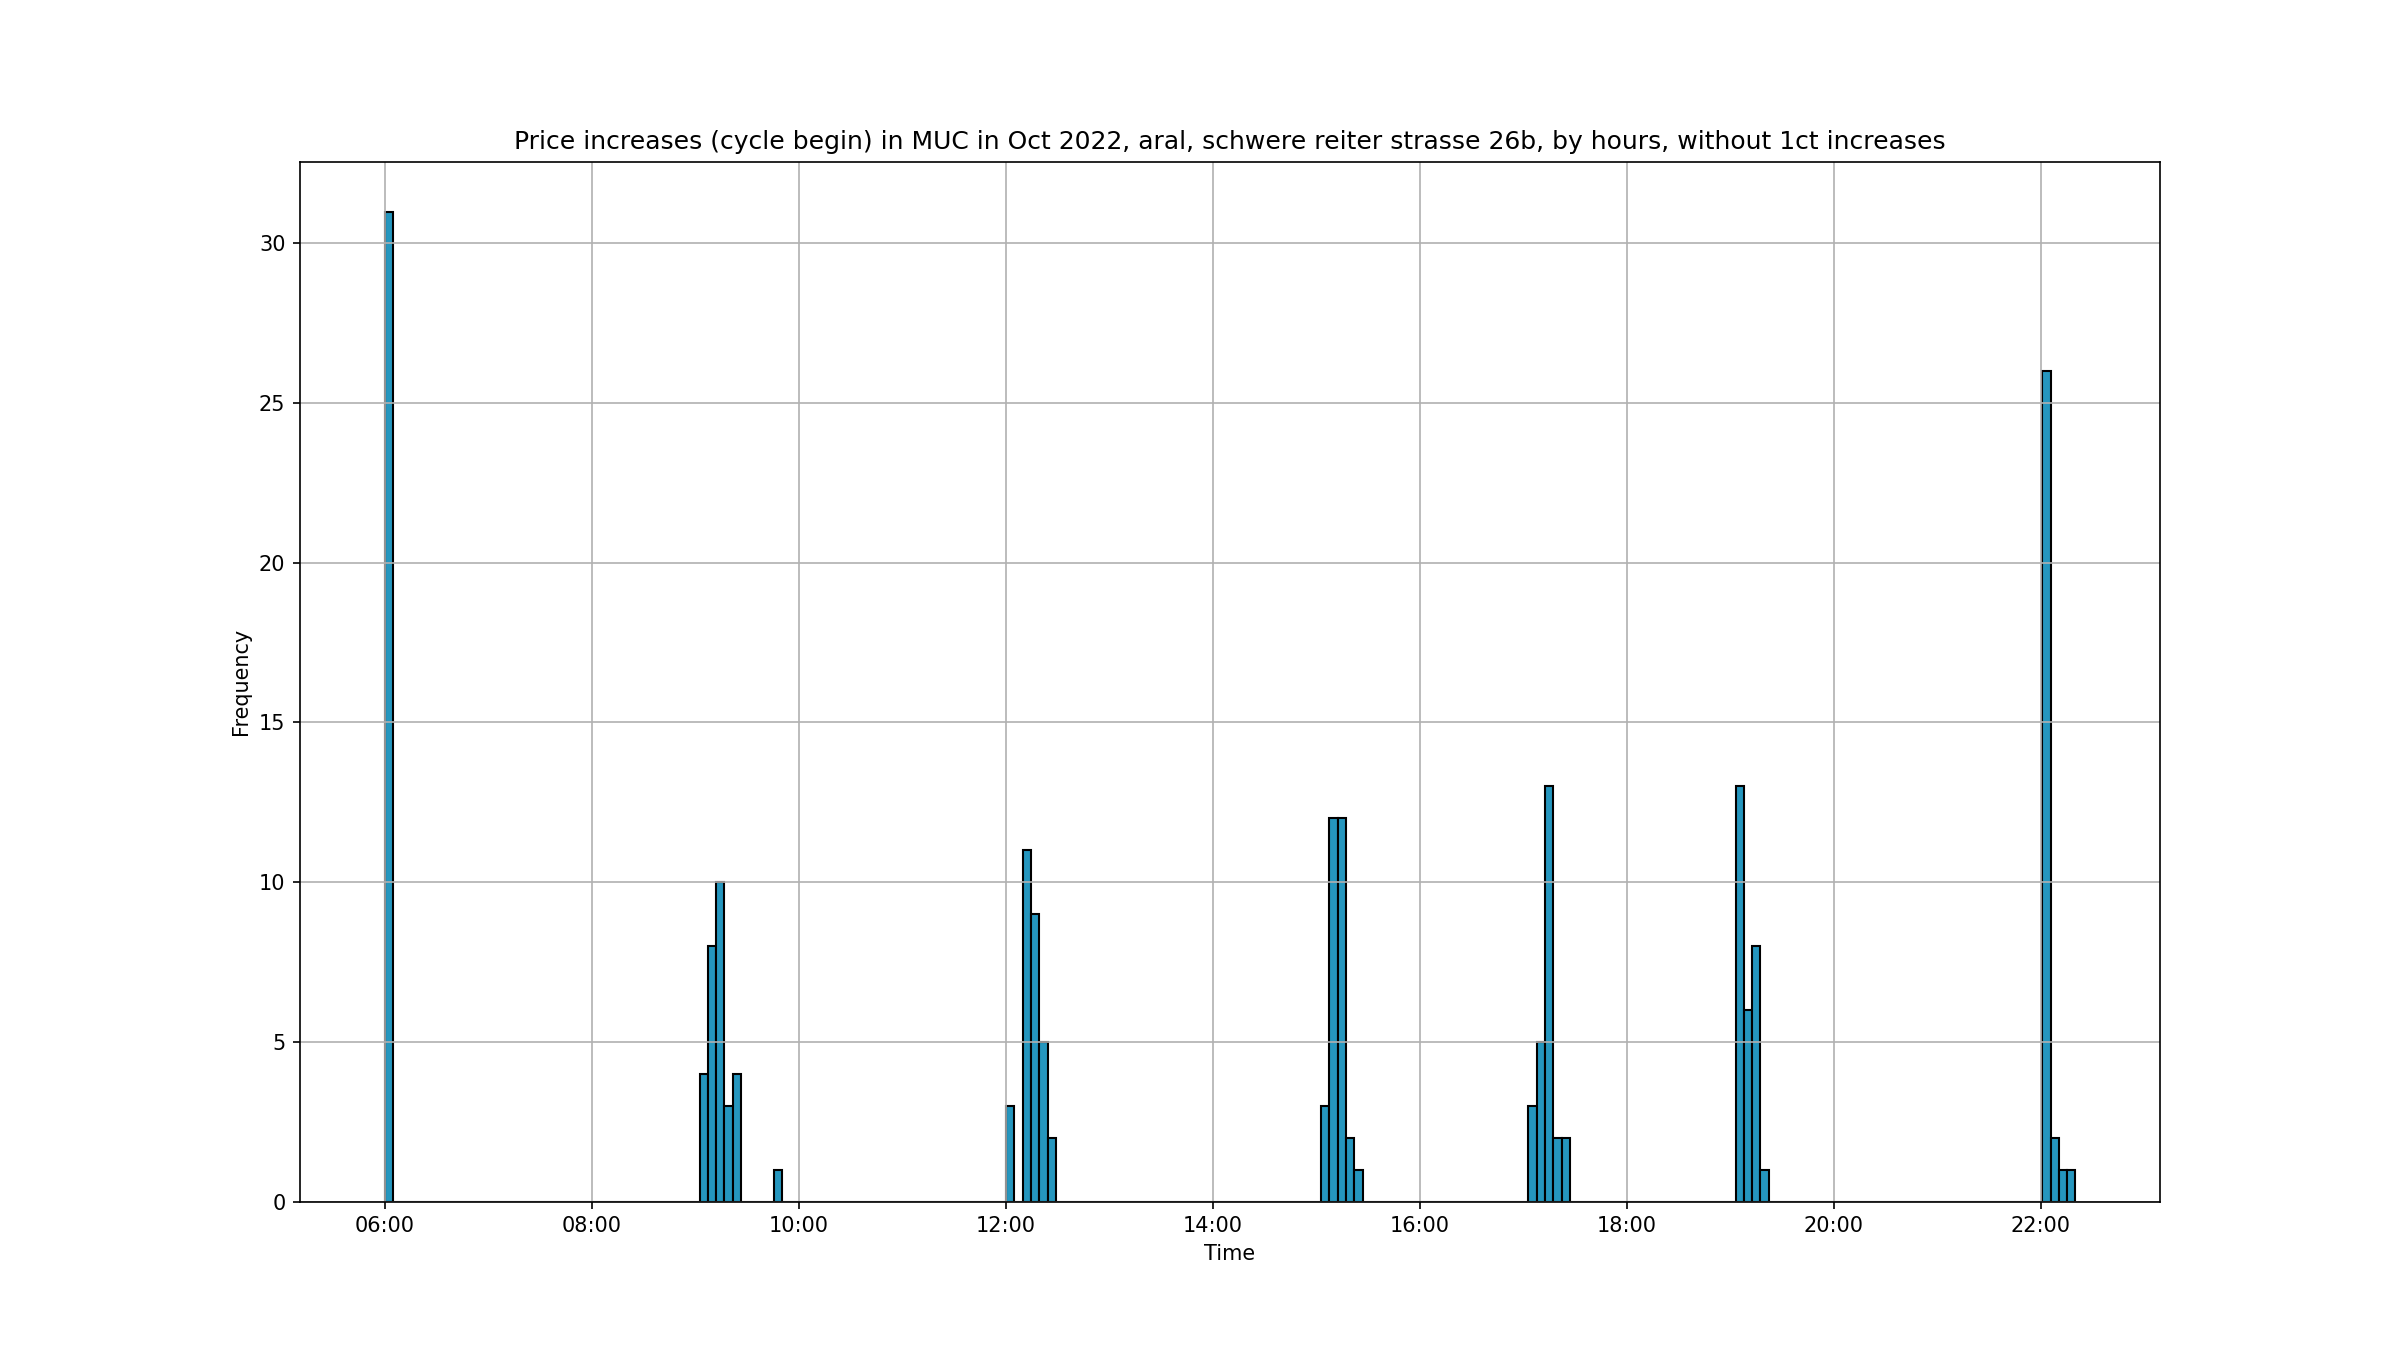 Price increases (cycle begin) in MUC in Oct 2022, aral, schwere reiter strasse 26b, by hours, without 1ct increases
30
25
20
15
10
5
0
Frequency
06:00 08:00 10:00 12:00 14:00 16:00 18:00 20:00 22:00
Time